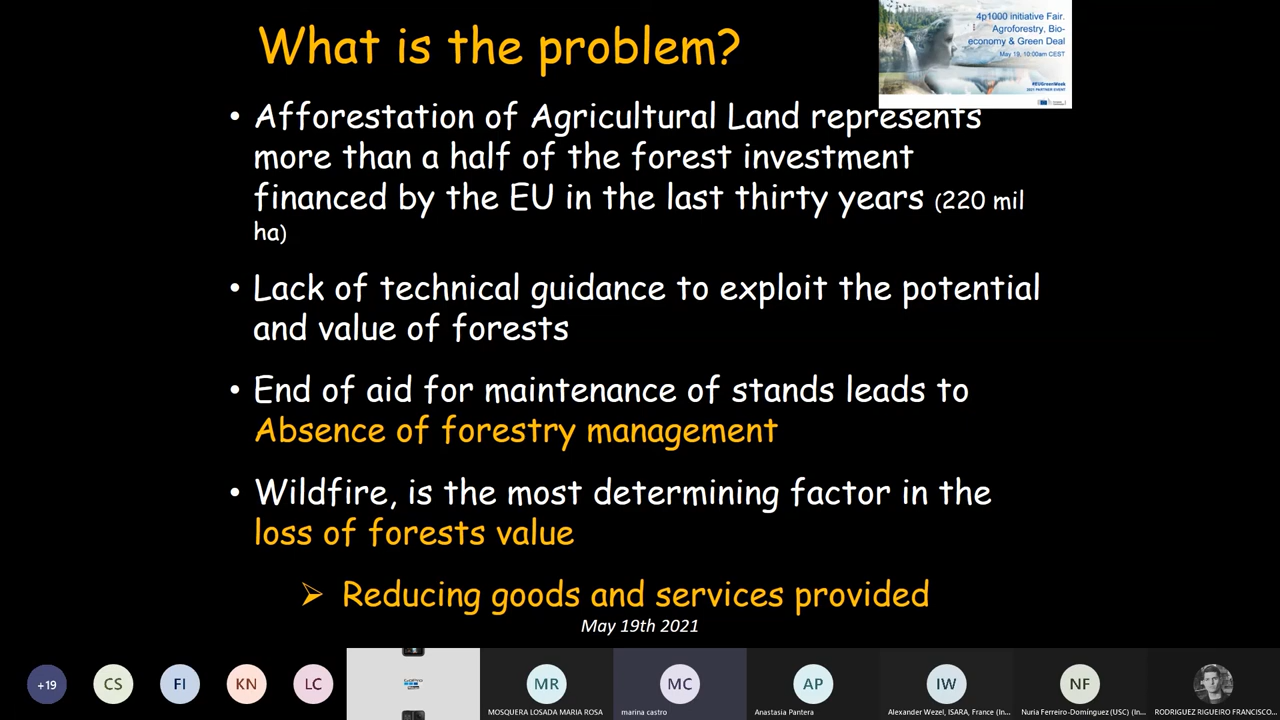 What is the problem?
4p1000 initiative Fair.
Agroforestry, Bio-
economy & Green Deal
May 19, 10:00am CEST
#EUGreenWeek
2021 PARTNER EVENT
• Afforestation of Agricultural Land represents
more than a half of the forest investment
financed by the EU in the last thirty years (220 mil
ha)
• Lack of technical guidance to exploit the potential
and value of forests
• End of aid for maintenance of stands leads to
Absence of forestry management
• Wildfire, is the most determining factor in the
loss of forests value
➢ Reducing goods and services provided
May 19th 2021
+19
CS
FI
KN
LC
GoPro
MR
MOSQUERA LOSADA MARIA ROSA
MC
marina castro
AP
Anastasia Pantera
IW
Alexander Wezel, ISARA, France (In...
NF
Nuria Ferreiro-Domínguez (USC) (In...
RODRIGUEZ RIGUEIRO FRANCISCO...